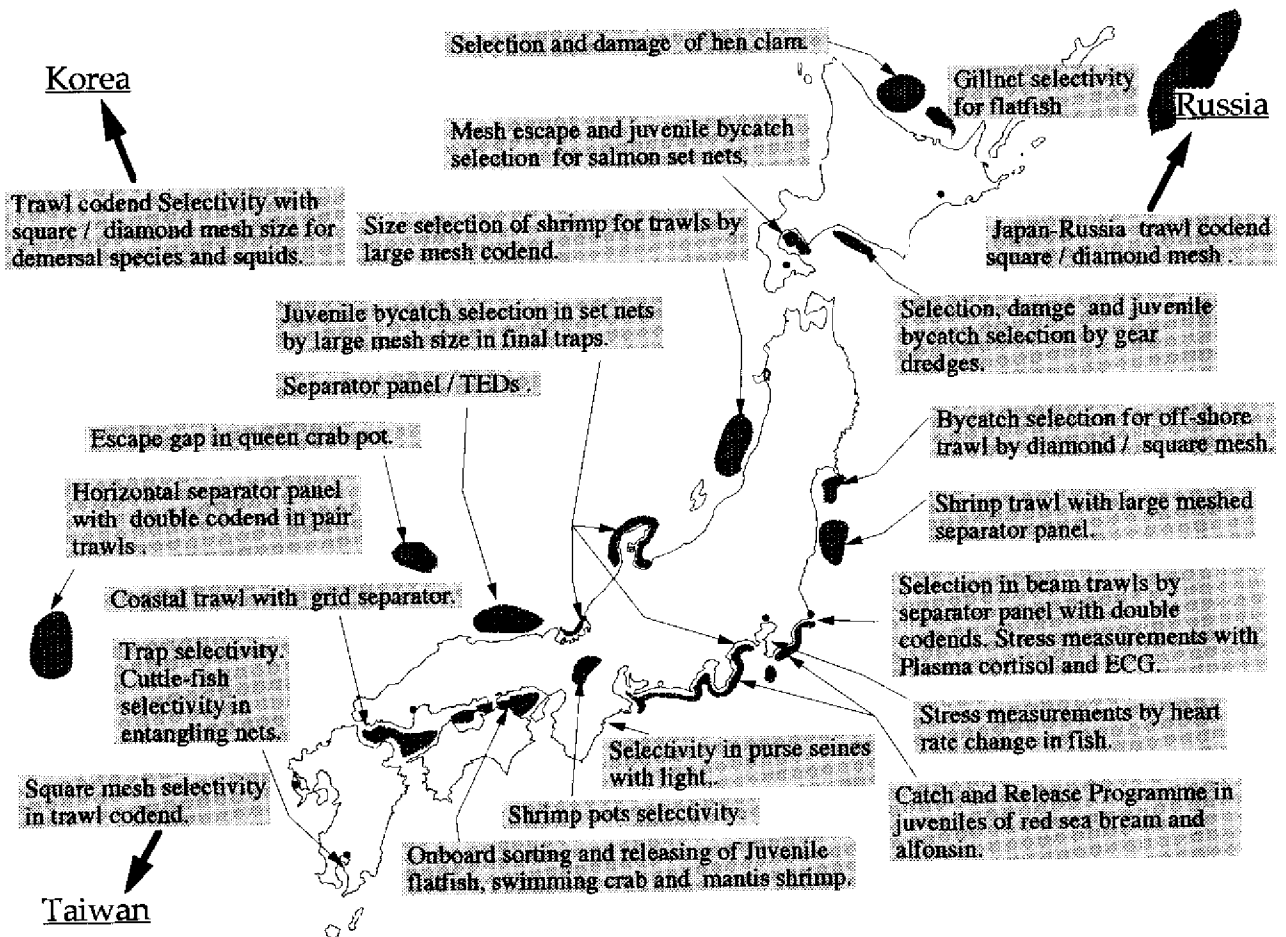 Selection and damage of hen clam.
Korea
Gillnet selectivity
for flatfish
Russia
Mesh escape and juvenile bycatch
selection for salmon set nets,
Trawl codend Selectivity with
square / diamond mesh size for
demersal species and squids.
Size selection of shrimp for trawls by
large mesh codend.
Japan-Russia trawl codend
square / diamond mesh .
Juvenile bycatch selection in set nets
by large mesh size in final traps.
Selection, damge and juvenile
bycatch selection by gear
dredges.
Separator panel / TEDs .
Escape gap in queen crab pot.
Bycatch selection for off-shore
trawl by diamond / square mesh.
Horizontal separator panel
with double codend in pair
trawls .
Shrinp trawl with large meshed
separator panel.
Coastal trawl with grid separator.
Selection in beam trawls by
separator panel with double
codends. Stress measurements with
Plasma cortisol and ECG.
Trap selectivity.
Cuttle-fish
selectivity in
entangling nets.
Stress measurements by heart
rate change in fish.
Selectivity in purse seines
with light,.
Square mesh selectivity
in trawl codend,
Catch and Release Programme in
juveniles of red sea bream and
alfonsin.
Shrimp pots selectivity.
Onboard sorting and releasing of Juvenile
flatfish, swimming crab and mantis shrimp.
Taiwan